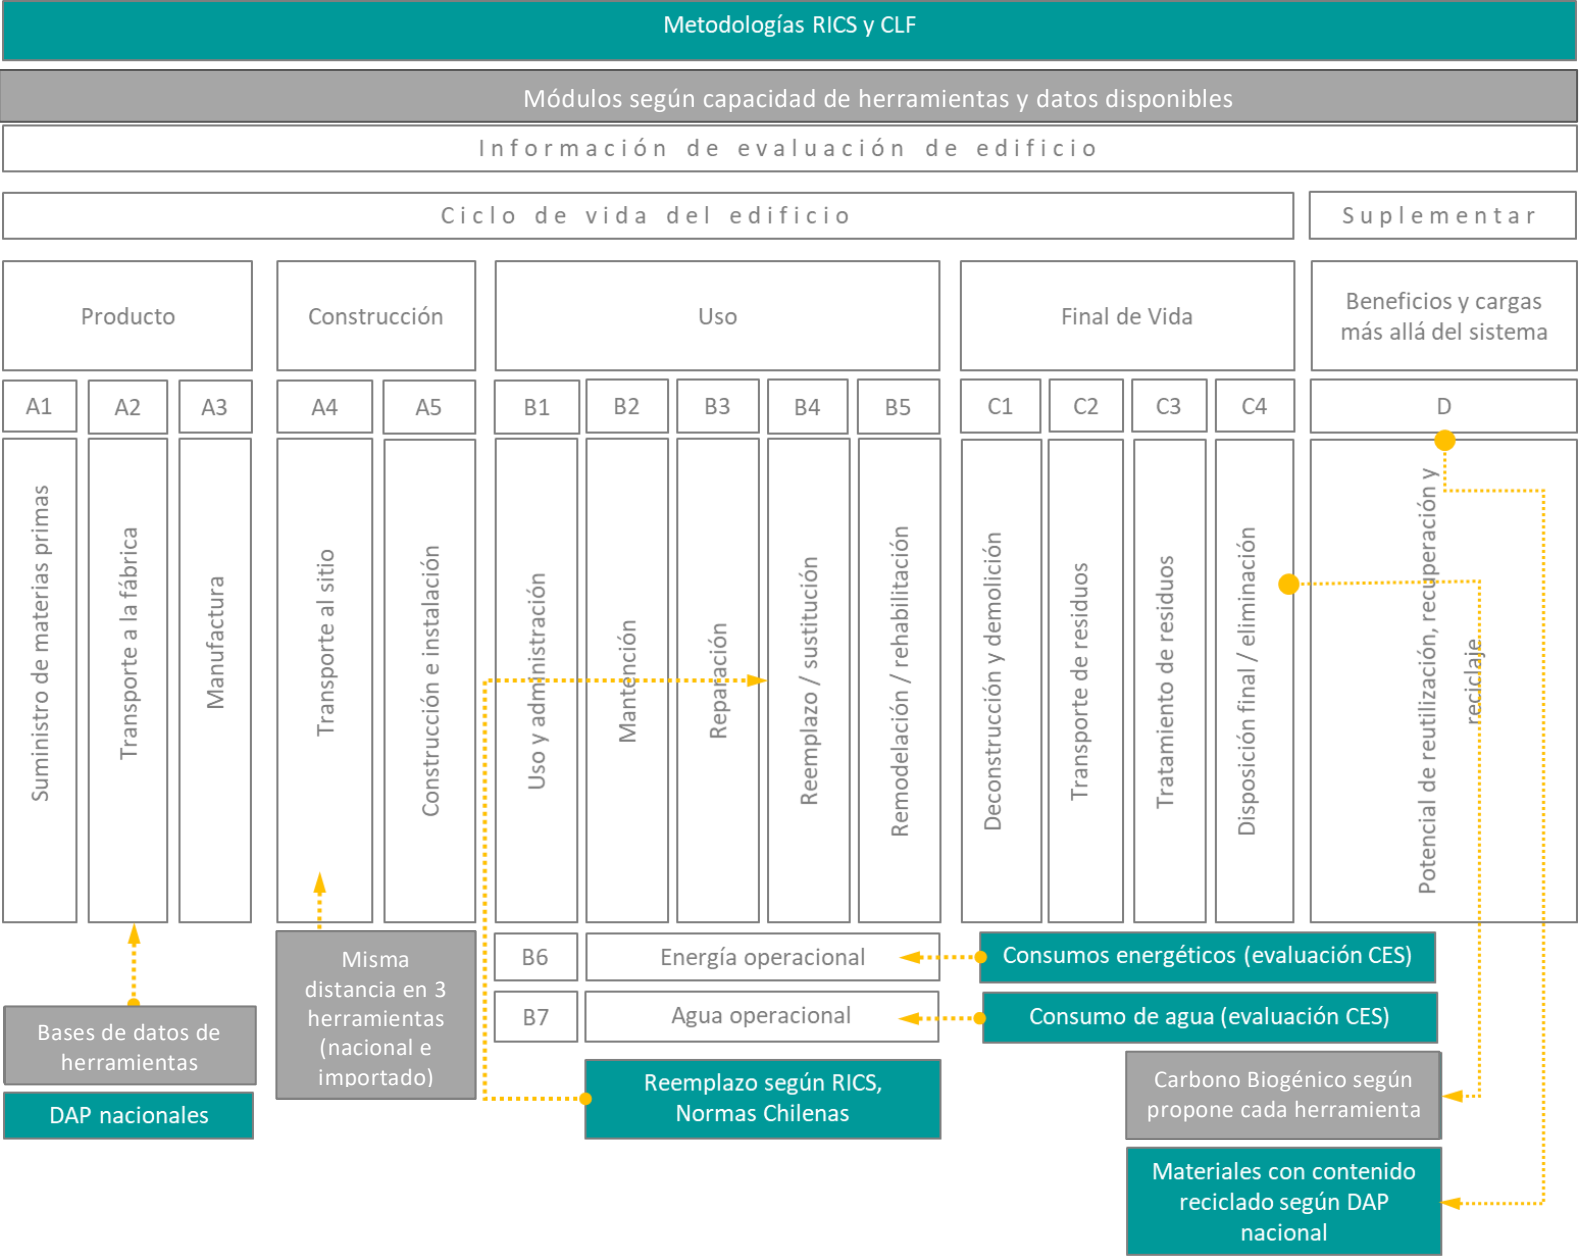 Metodologías RICS y CLF
Módulos según capacidad de herramientas y datos disponibles
Información de evaluación de edificio
Ciclo de vida del edificio
Suplementar
Producto
Construcción
Uso
Final de Vida
Beneficios y cargas
más allá del sistema
A1
A2
A3
A4
A5
B1
B2
B3
B4
B5
C1
C2
C3
C4
D
Suministro de materias primas
Transporte a la fábrica
Manufactura
Transporte al sitio
Construcción e instalación
Uso y administración
Mantención
Reparación
Reemplazo / sustitución
Remodelación / rehabilitación
Deconstrucción y demolición
Transporte de residuos
Tratamiento de residuos
Disposición final / eliminación
Potencial de reutilización, recuperación y
reciclaje
B6
Energía operacional
Consumos energéticos (evaluación CES)
B7
Agua operacional
Consumo de agua (evaluación CES)
Bases de datos de
herramientas
DAP nacionales
Misma
distancia en 3
herramientas
(nacional e
importado)
Reemplazo según RICS,
Normas Chilenas
Carbono Biogénico según
propone cada herramienta
Materiales con contenido
reciclado según DAP
nacional